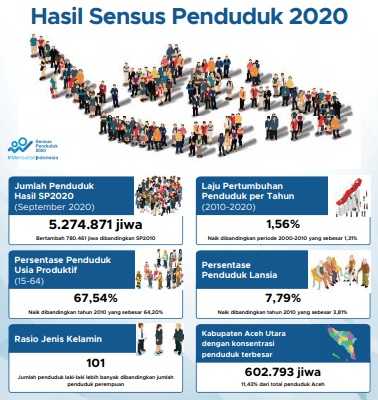 Hasil Sensus Penduduk 2020
Sensus
Penduduk
2020
#MencatatIndonesia
Jumlah Penduduk
Hasil SP2020
(September 2020)
5.274.871 jiwa
Bertambah 780.461 jiwa dibandingkan SP2010
Laju Pertumbuhan
Penduduk per Tahun
(2010-2020)
1,56%
Naik dibandingkan periode 2000-2010 yang sebesar 1,31%
Persentase Penduduk
Usia Produktif
(15-64)
67,54%
Naik dibandingkan tahun 2010 yang sebesar 64,20%
Persentase
Penduduk Lansia
7,79%
Naik dibandingkan tahun 2010 yang sebesar 3,81%
Rasio Jenis Kelamin
101
Jumlah penduduk laki-laki lebih banyak dibandingkan jumlah
penduduk perempuan
Kabupaten Aceh Utara
dengan konsentrasi
penduduk terbesar
602.793 jiwa
11,43% dari total penduduk Aceh